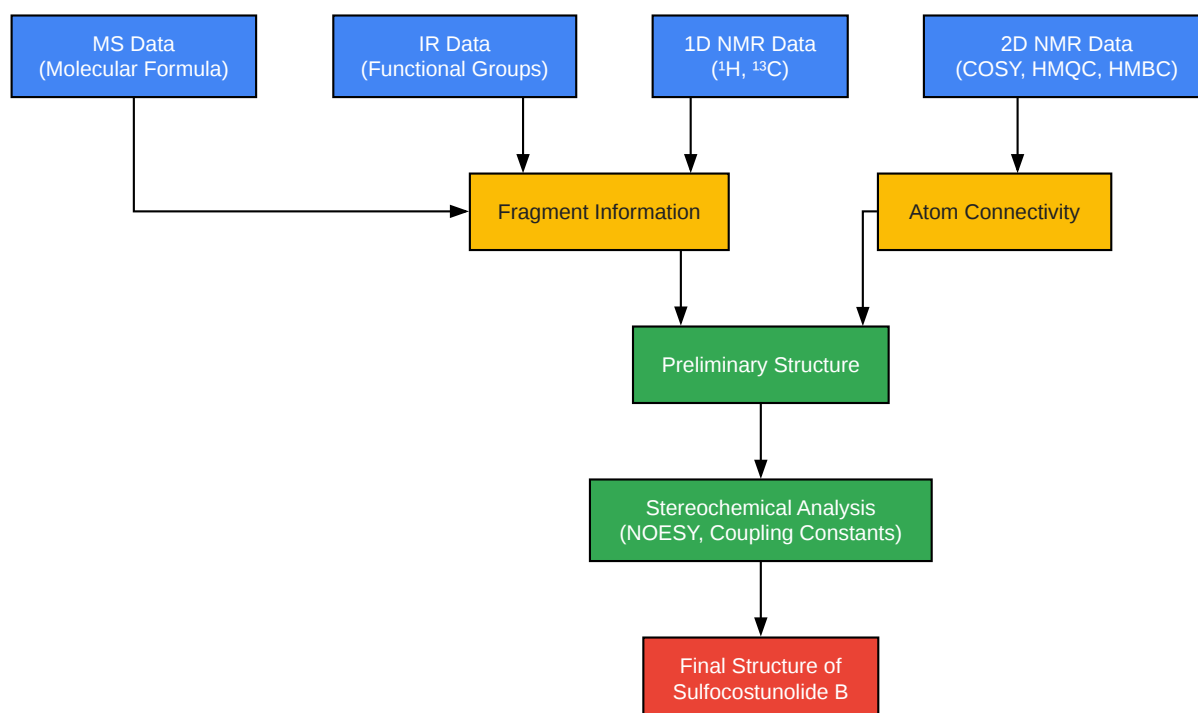 MS Data
(Molecular Formula)
IR Data
(Functional Groups)
1D NMR Data
(¹H, ¹³C)
2D NMR Data
(COSY, HMQC, HMBC)
Fragment Information
Atom Connectivity
Preliminary Structure
Stereochemical Analysis
(NOESY, Coupling Constants)
Final Structure of
Sulfocostunolide B